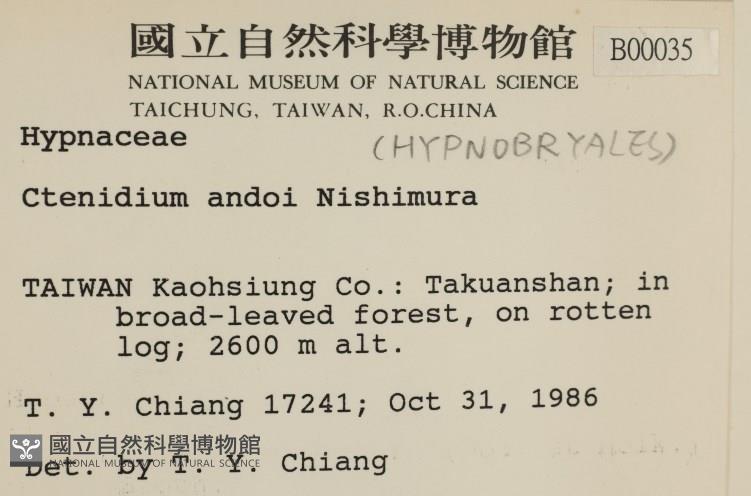 國立自然科學博物館
B00035
NATIONAL MUSEUM OF NATURAL SCIENCE
TAICHUNG, TAIWAN, R.O.CHINA
Hypnaceae
(HYPNOBRYALES)
Ctenidium andoi Nishimura
TAIWAN Kaohsiung Co.: Takuanshan; in
broad-leaved forest, on rotten
log; 2600 m alt.
T. Y. Chiang 17241; Oct 31, 1986
國立自然科學博物館
NATIONAL MUSEUM OF NATURAL SCIENCE
Det. by T. Y. Chiang